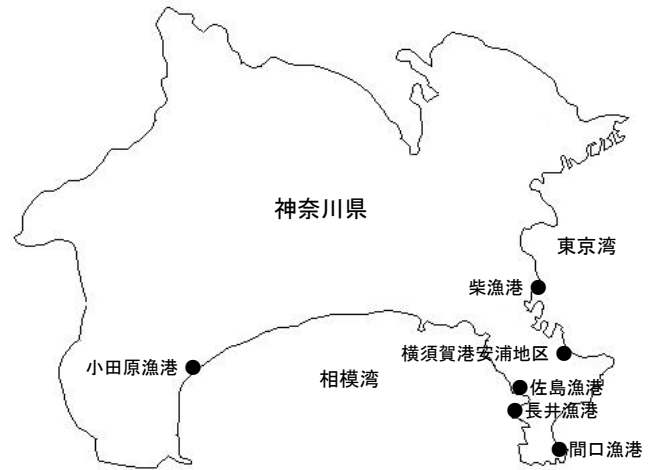 神奈川県
東京湾
柴漁港
横須賀港安浦地区
小田原漁港
相模湾
佐島漁港
長井漁港
間口漁港